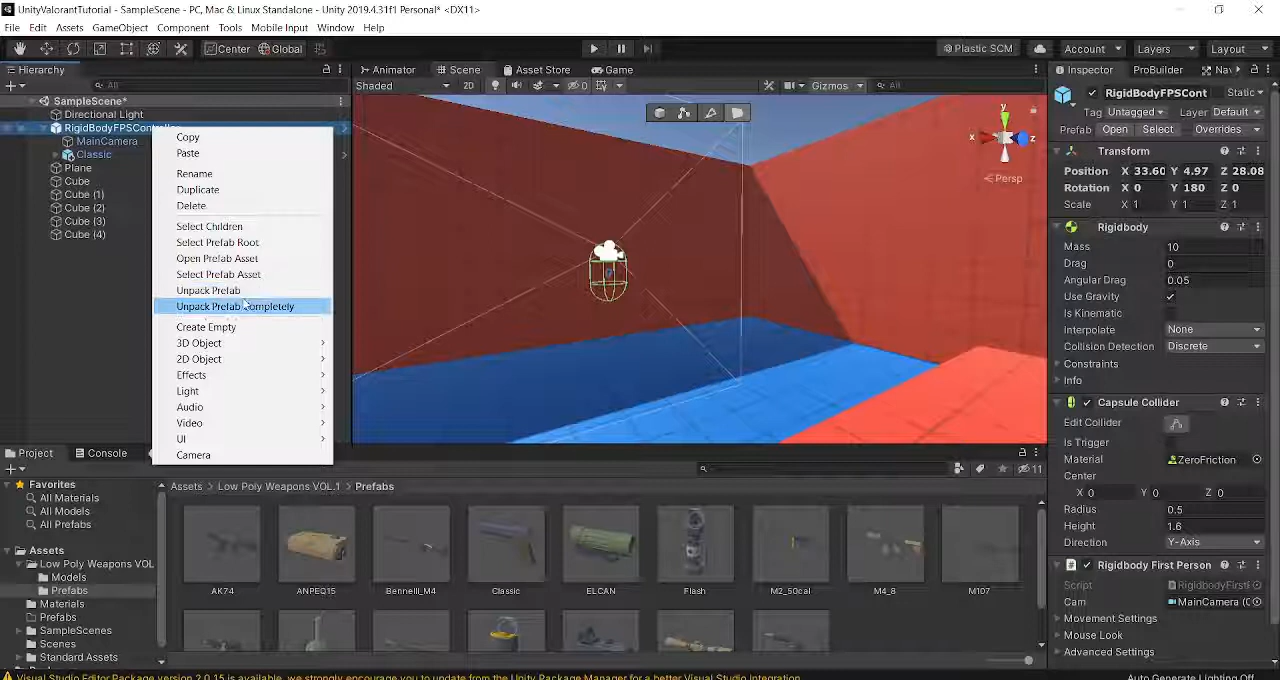 UnityValorantTutorial - SampleScene - PC, Mac & Linux Standalone - Unity 2019.4.31f1 Personal* <DX11>
File Edit Assets GameObject Component Tools Mobile Input Window Help
Center Global Plastic SCM Account Layers Layout
Hierarchy Animator Scene Asset Store Game Inspector ProBuilder Nav
All Shaded 2D 0 Gizmos All
RigidBodyFPSCont Static
SampleScene*
Directional Light
Tag Untagged Layer Default
RigidBodyFPSContr
Prefab Open Select Overrides
MainCamera
Classic
Plane
Cube
Cube (1)
Cube (2)
Cube (3)
Cube (4)
Copy
Paste
Rename
Duplicate
Delete
Select Children
Select Prefab Root
Open Prefab Asset
Select Prefab Asset
Unpack Prefab
Unpack Prefab Completely
Create Empty
3D Object
2D Object
Effects
Light
Audio
Video
UI
Camera
y
x z
Persp
Transform
Position X 33.60 Y 4.97 Z 28.08
Rotation X 0 Y 180 Z 0
Scale X 1 Y 1 Z 1
Rigidbody
Mass 10
Drag 0
Angular Drag 0.05
Use Gravity
Is Kinematic
Interpolate None
Collision Detection Discrete
Constraints
Info
Capsule Collider
Edit Collider
Is Trigger
Material ZeroFriction
Center
X 0 Y 0 Z 0
Radius 0.5
Height 1.6
Direction Y-Axis
Rigidbody First Person
Script RigidbodyFirst
Cam MainCamera (C
Movement Settings
Mouse Look
Advanced Settings
Project Console
11
Favorites
All Materials
All Models
All Prefabs
Assets
Low Poly Weapons VOL
Models
Prefabs
Materials
Prefabs
SampleScenes
Scenes
Standard Assets
Assets > Low Poly Weapons VOL.1 > Prefabs
AK74 ANPEQ15 Bennelli_M4 Classic ELCAN Flash M2_50cal M4_8 M107
Visual Studio Editor Package version 2.0.15 is available, we strongly encourage you to update from the Unity Package Manager for a better Visual Studio integration
Auto Generate Lighting Off